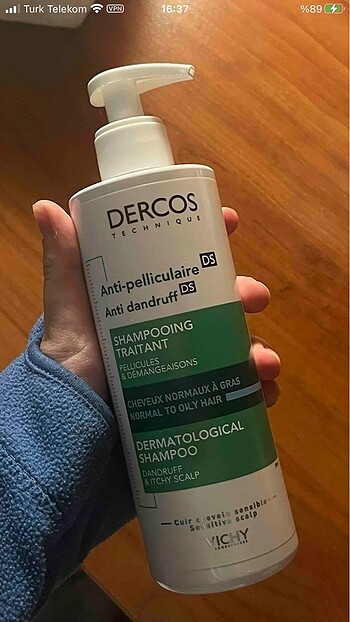 Turk Telekom VPN 16:37 %89
DERCOS
TECHNIQUE
Anti-pelliculaire DS
Anti dandruff DS
SHAMPOOING
TRAITANT
PELLICULES
& DÉMANGEAISONS
CHEVEUX NORMAUX À GRAS
NORMAL TO OILY HAIR
DERMATOLOGICAL
SHAMPOO
DANDRUFF
& ITCHY SCALP
Cuir chevelu sensible
Sensitive scalp
VICHY
LABORATOIRES